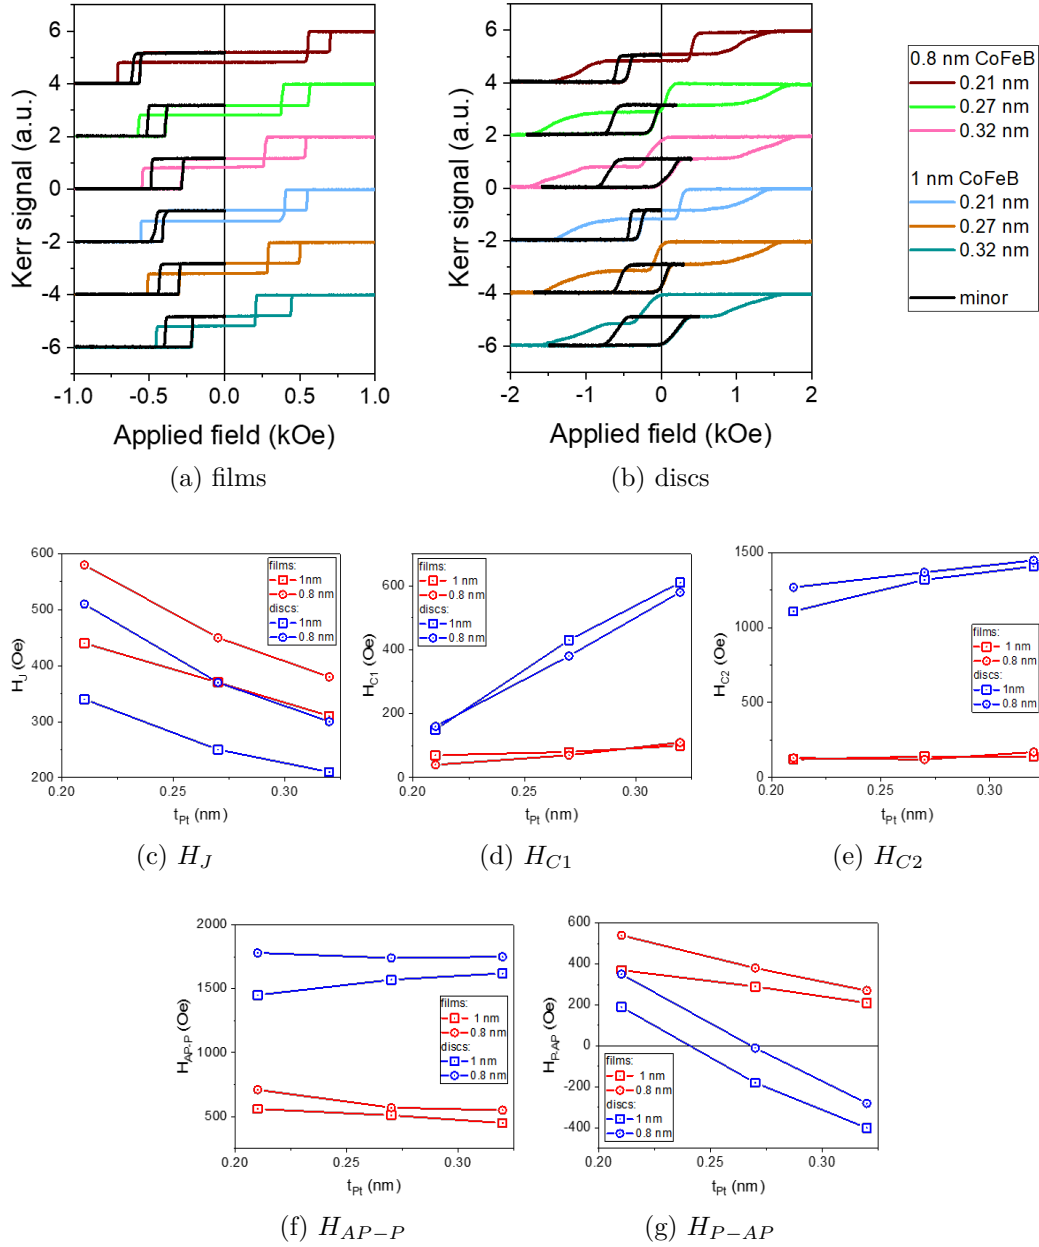 Kerr signal (a.u.)
6
4
2
0
-2
-4
-6
-1.0 -0.5 0.0 0.5 1.0
Applied field (kOe)
(a) films
Kerr signal (a.u.)
6
4
2
0
-2
-4
-6
-2 -1 0 1 2
Applied field (kOe)
(b) discs
0.8 nm CoFeB
0.21 nm
0.27 nm
0.32 nm
1 nm CoFeB
0.21 nm
0.27 nm
0.32 nm
minor
H_J (Oe)
600
500
400
300
200
0.20 0.25 0.30
t_Pt (nm)
films:
1nm
0.8 nm
discs:
1nm
0.8 nm
(c) H_J
H_C1 (Oe)
600
400
200
0
0.20 0.25 0.30
t_Pt (nm)
films:
1 nm
0.8 nm
discs:
1nm
0.8 nm
(d) H_C1
H_C2 (Oe)
1500
1000
500
0
0.20 0.25 0.30
t_Pt (nm)
films:
1 nm
0.8 nm
discs:
1nm
0.8 nm
(e) H_C2
H_AP-P (Oe)
2000
1500
1000
500
0.20 0.25 0.30
t_Pt (nm)
films:
1 nm
0.8 nm
discs:
1 nm
0.8 nm
(f) H_AP−P
H_P-AP (Oe)
600
400
200
0
-200
-400
0.20 0.25 0.30
t_Pt (nm)
films:
1 nm
0.8 nm
discs:
1 nm
0.8 nm
(g) H_P−AP